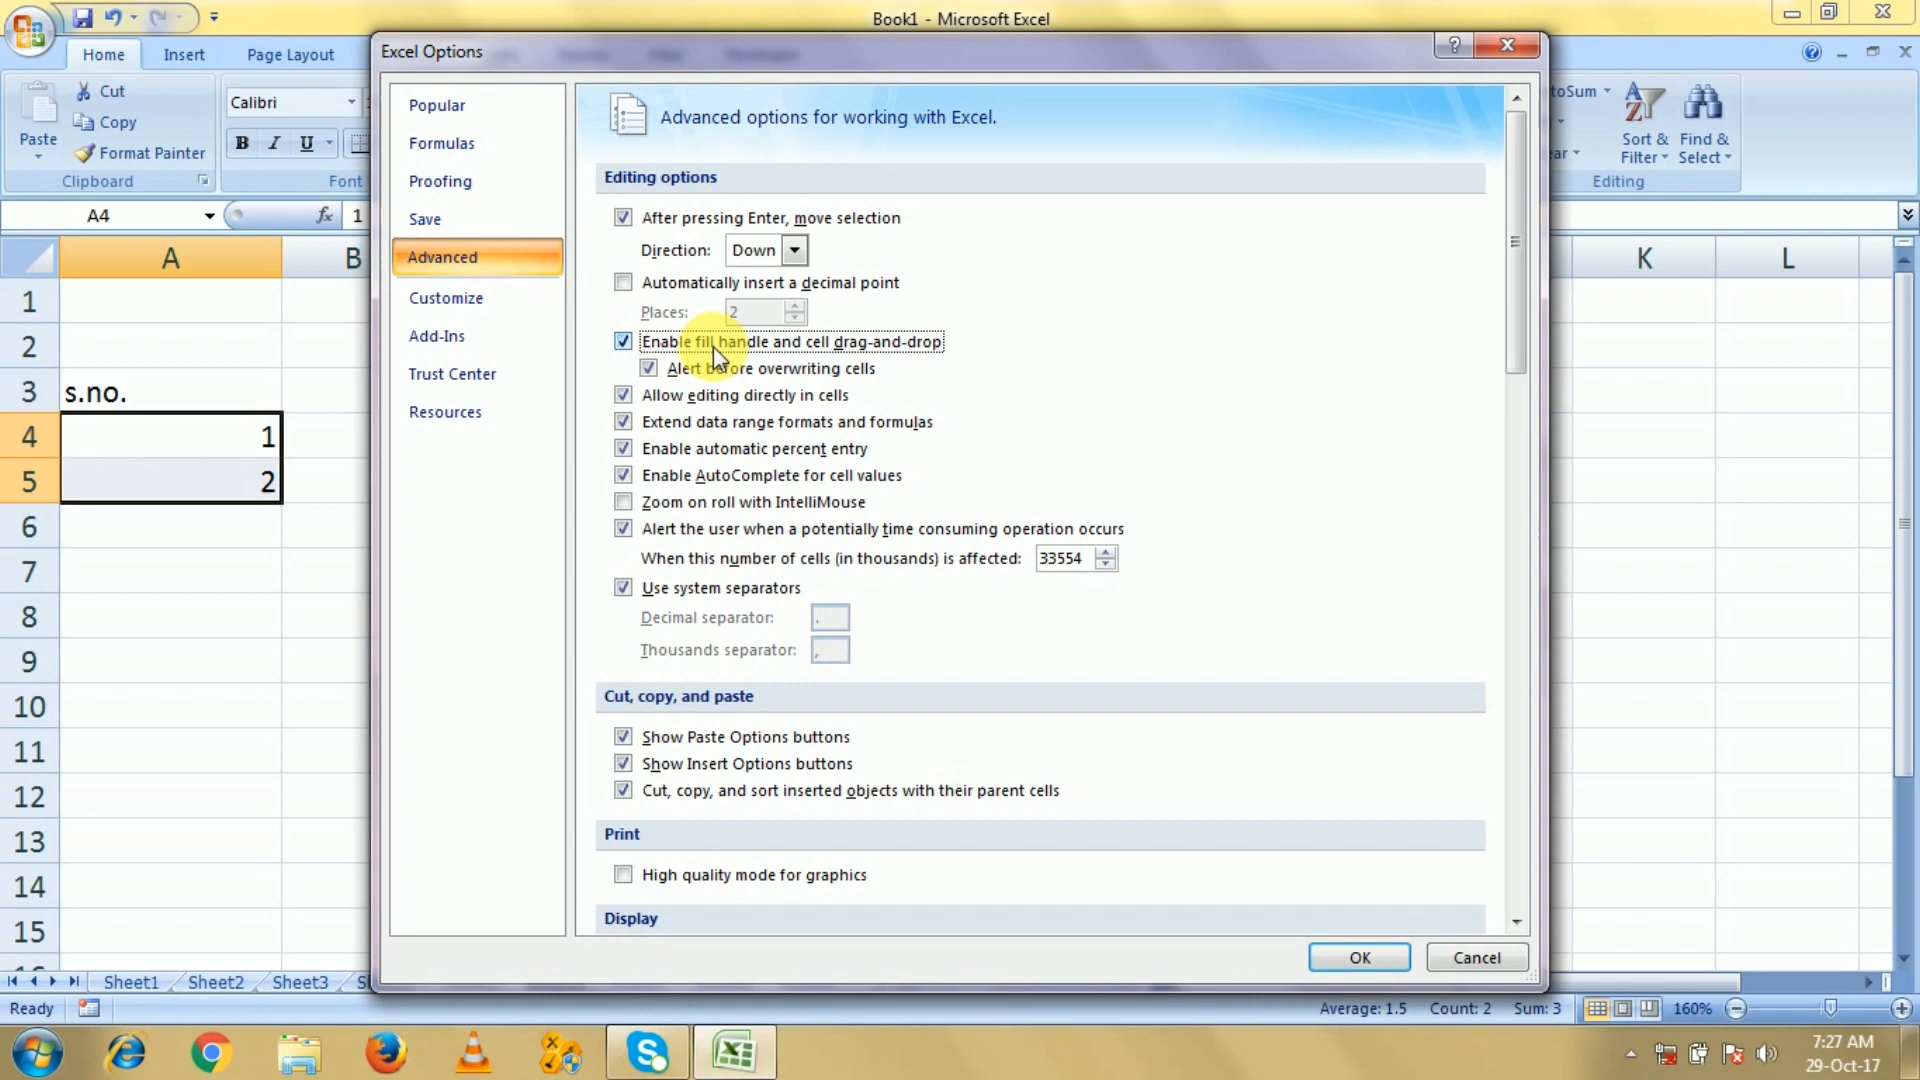 Book1 - Microsoft Excel
Home Insert Page Layout
Cut
Copy
Format Painter
Paste
Clipboard
Calibri
B I U
Font
toSum
Sort & Filter
Find & Select
Editing
A4 fx 1
A B K L
1
2
3 s.no.
4 1
5 2
6
7
8
9
10
11
12
13
14
15
Excel Options
?
Popular
Formulas
Proofing
Save
Advanced
Customize
Add-Ins
Trust Center
Resources
Advanced options for working with Excel.
Editing options
After pressing Enter, move selection
Direction: Down
Automatically insert a decimal point
Places: 2
Enable fill handle and cell drag-and-drop
Alert before overwriting cells
Allow editing directly in cells
Extend data range formats and formulas
Enable automatic percent entry
Enable AutoComplete for cell values
Zoom on roll with IntelliMouse
Alert the user when a potentially time consuming operation occurs
When this number of cells (in thousands) is affected: 33554
Use system separators
Decimal separator: .
Thousands separator: ,
Cut, copy, and paste
Show Paste Options buttons
Show Insert Options buttons
Cut, copy, and sort inserted objects with their parent cells
Print
High quality mode for graphics
Display
OK Cancel
Sheet1 Sheet2 Sheet3
Ready
Average: 1.5 Count: 2 Sum: 3 160%
7:27 AM
29-Oct-17